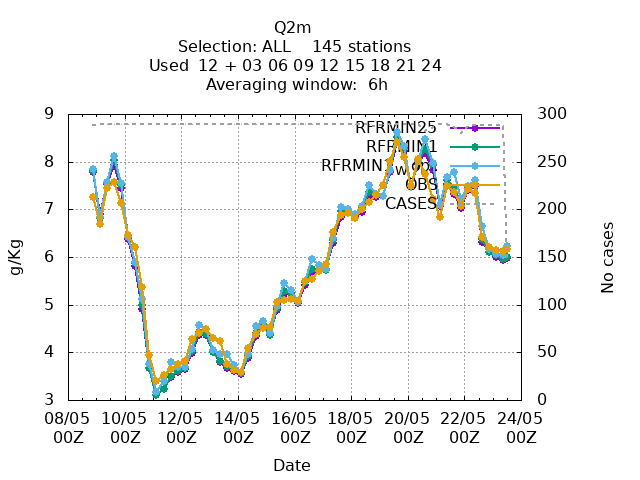 Q2m
Selection: ALL    145 stations
Used  12 + 03 06 09 12 15 18 21 24
Averaging window:  6h
9 300
RFRMIN25
RFRMIN1
8 250
OBS
CASES
7 200
6 150
5 100
4 50
3 0
g/Kg
No cases
08/05 10/05 12/05 14/05 16/05 18/05 20/05 22/05 24/05
00Z 00Z 00Z 00Z 00Z 00Z 00Z 00Z 00Z
Date